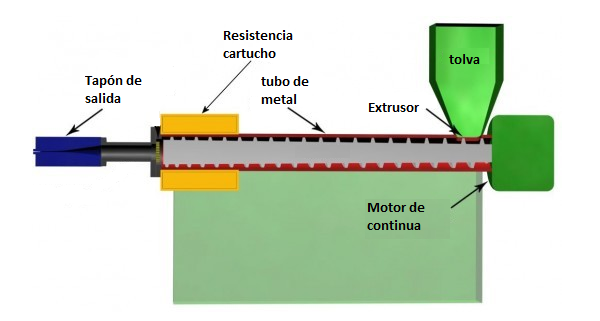 Resistencia
cartucho
tolva
Tapón de
salida
tubo de
metal
Extrusor
Motor de
continua